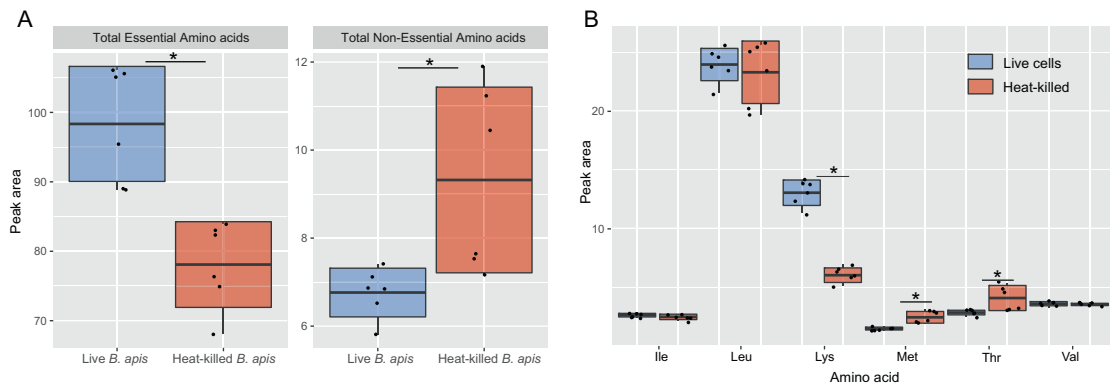 A
Total Essential Amino acids
Total Non-Essential Amino acids
*
*
Peak area
100
90
80
70
12
10
8
6
Live B. apis
Heat-killed B. apis
Live B. apis
Heat-killed B. apis
B
Live cells
Heat-killed
*
*
*
Peak area
20
10
Ile
Leu
Lys
Met
Thr
Val
Amino acid